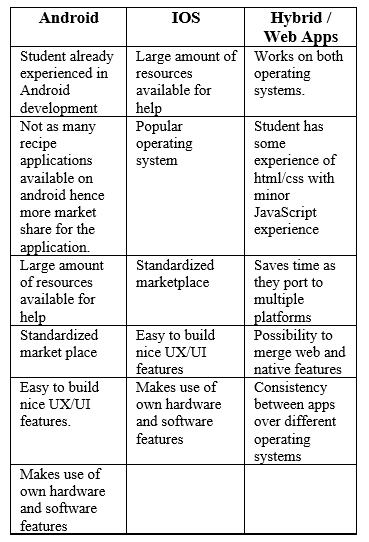 Android
IOS
Hybrid /
Web Apps
Student already
experienced in
Android
development
Large amount of
resources
available for
help
Works on both
operating
systems.
Not as many
recipe
applications
available on
android hence
more market
share for the
application.
Popular
operating
system
Student has
some
experience of
html/css with
minor
JavaScript
experience
Large amount
of resources
available for
help
Standardized
marketplace
Saves time as
they port to
multiple
platforms
Standardized
market place
Easy to build
nice UX/UI
features
Possibility to
merge web and
native features
Easy to build
nice UX/UI
features.
Makes use of
own hardware
and software
features
Consistency
between apps
over different
operating
systems
Makes use of
own hardware
and software
features